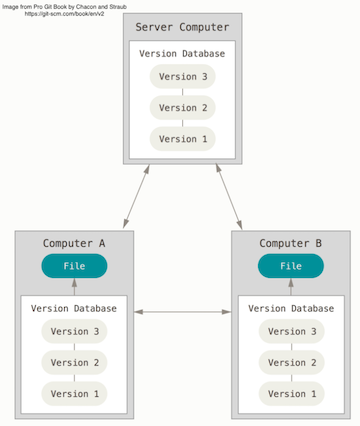 Image from Pro Git Book by Chacon and Straub
https://git-scm.com/book/en/v2
Server Computer
Version Database
Version 3
Version 2
Version 1
Computer A
File
Version Database
Version 3
Version 2
Version 1
Computer B
File
Version Database
Version 3
Version 2
Version 1